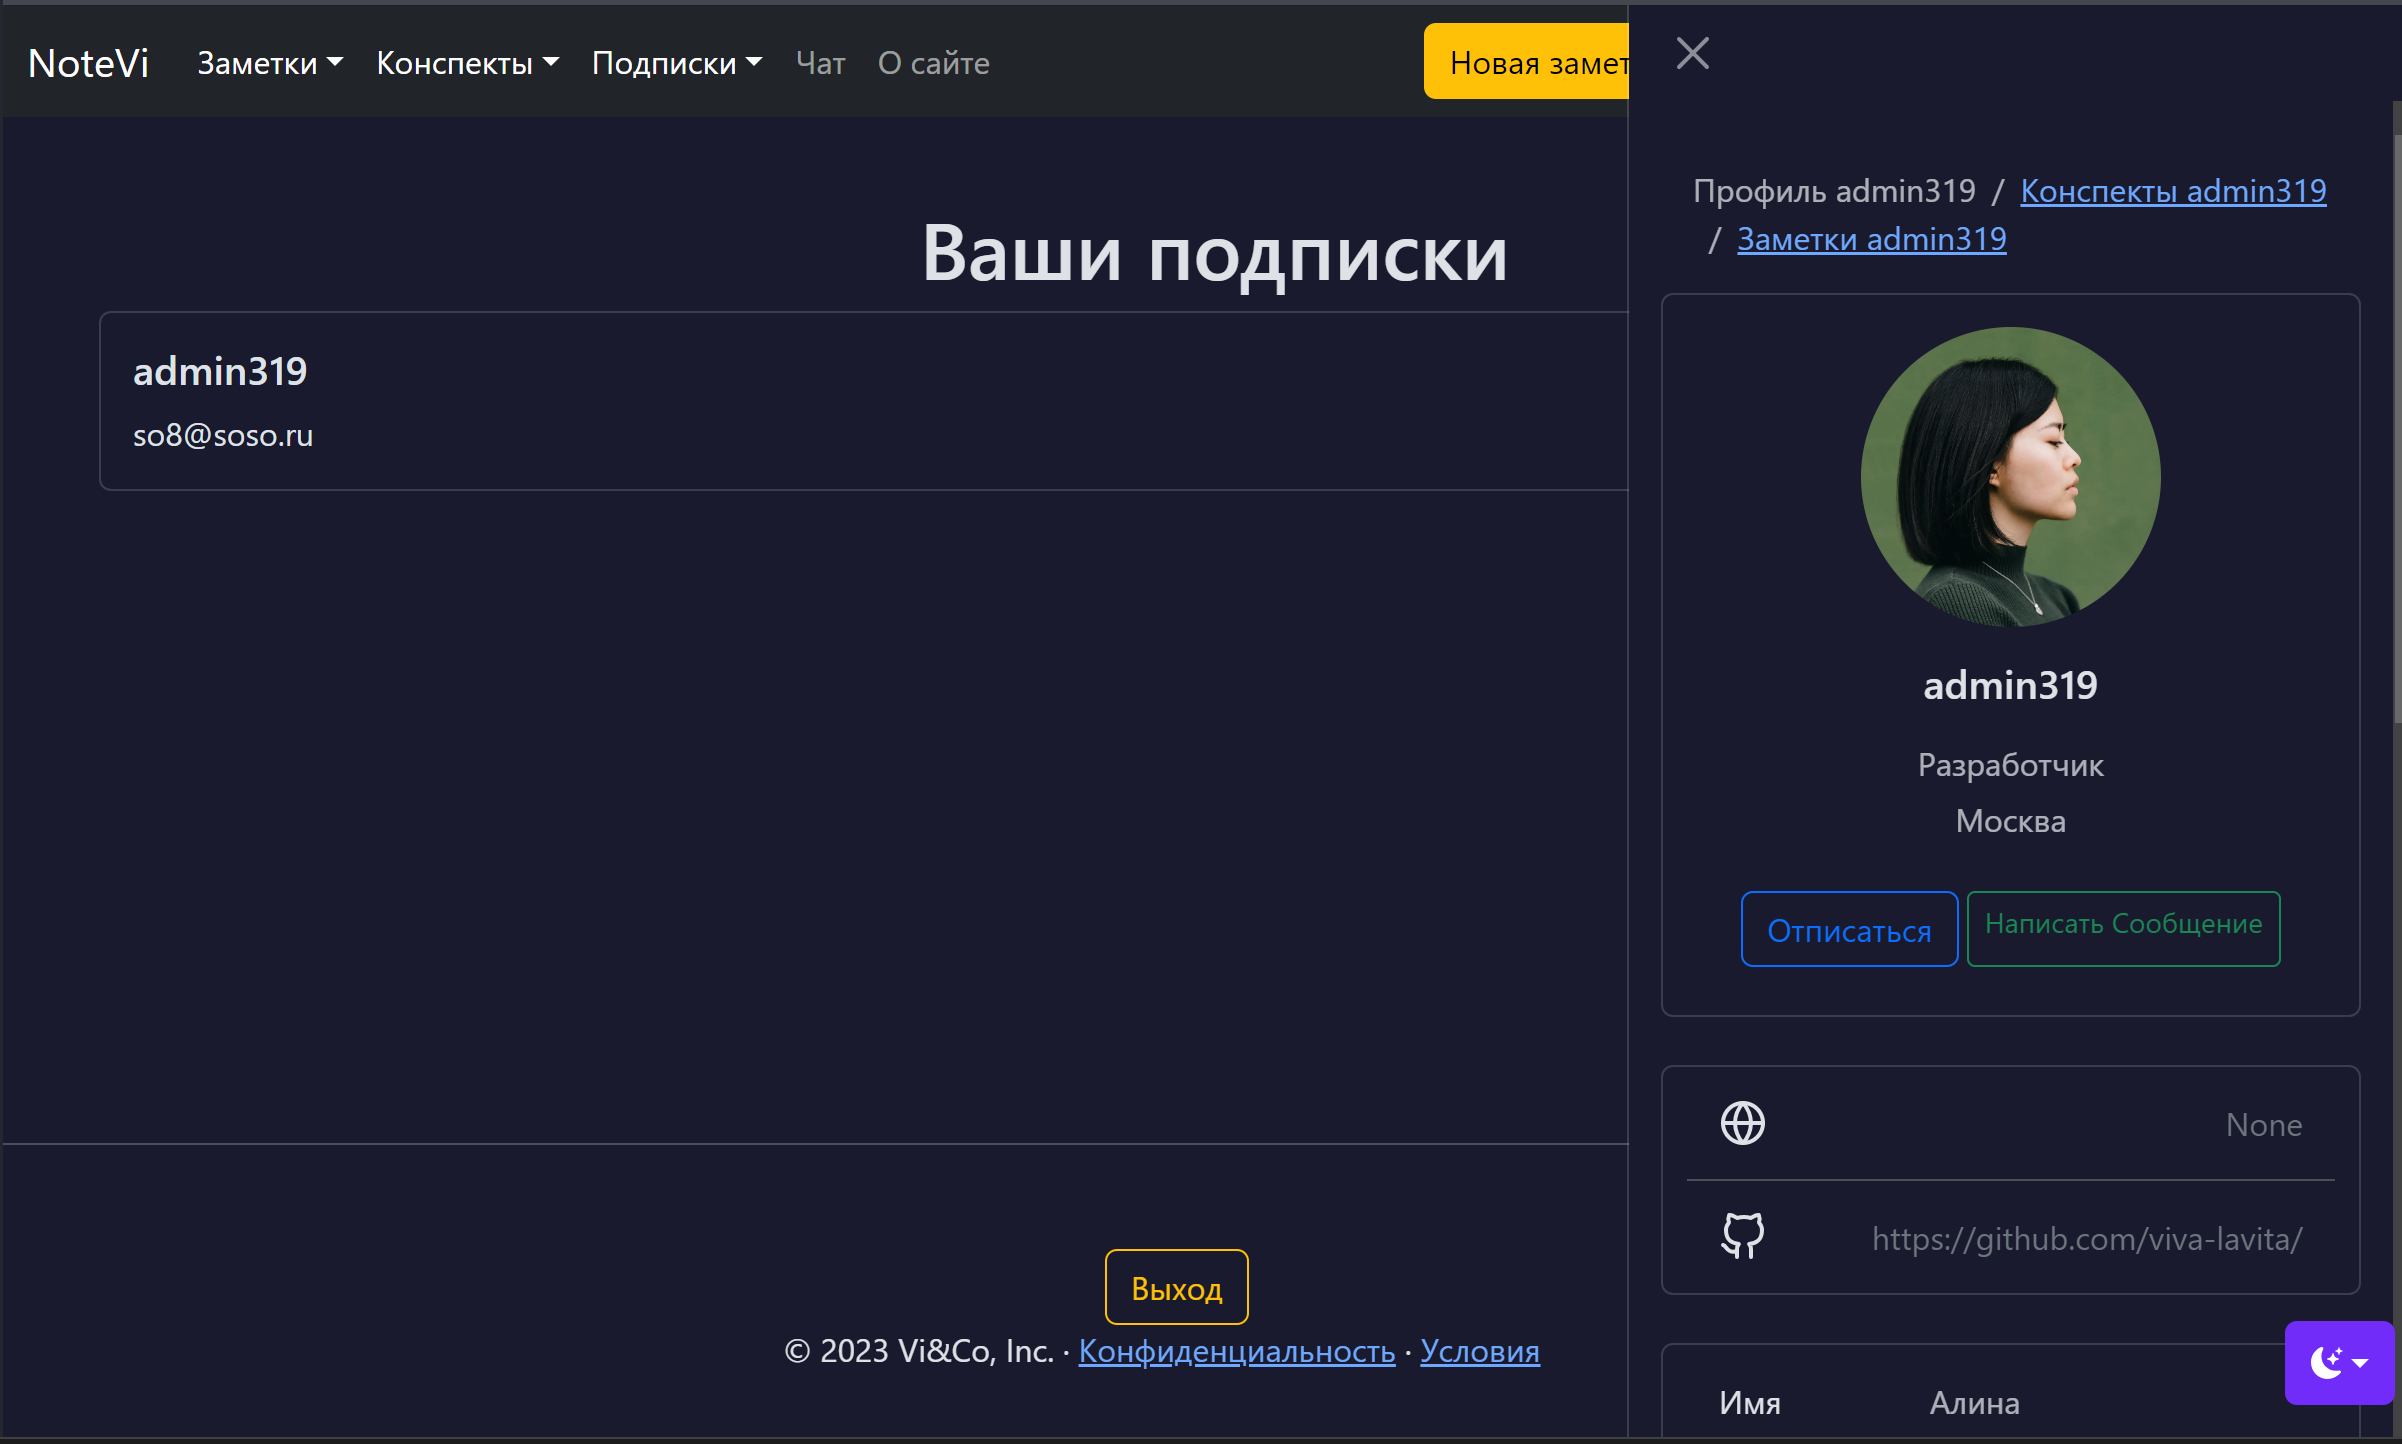 NoteVi Заметки Конспекты Подписки Чат О сайте
Новая замет
Ваши подписки
admin319
so8@soso.ru
Выход
© 2023 Vi&Co, Inc. · Конфиденциальность · Условия
Профиль admin319 / Конспекты admin319
/ Заметки admin319
admin319
Разработчик
Москва
Отписаться Написать Сообщение
None
https://github.com/viva-lavita/
Имя Алина